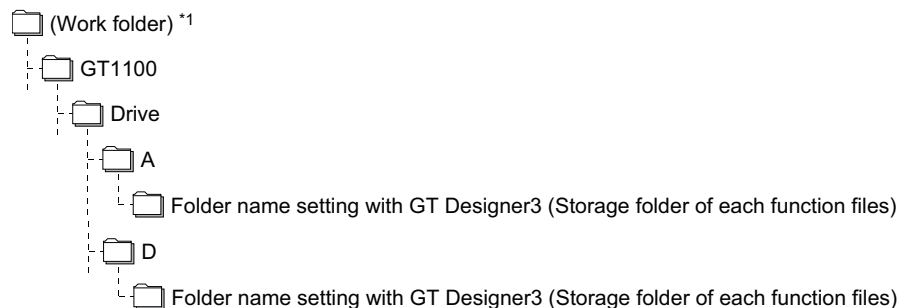 (Work folder) *1
GT1100
Drive
A
Folder name setting with GT Designer3 (Storage folder of each function files)
D
Folder name setting with GT Designer3 (Storage folder of each function files)